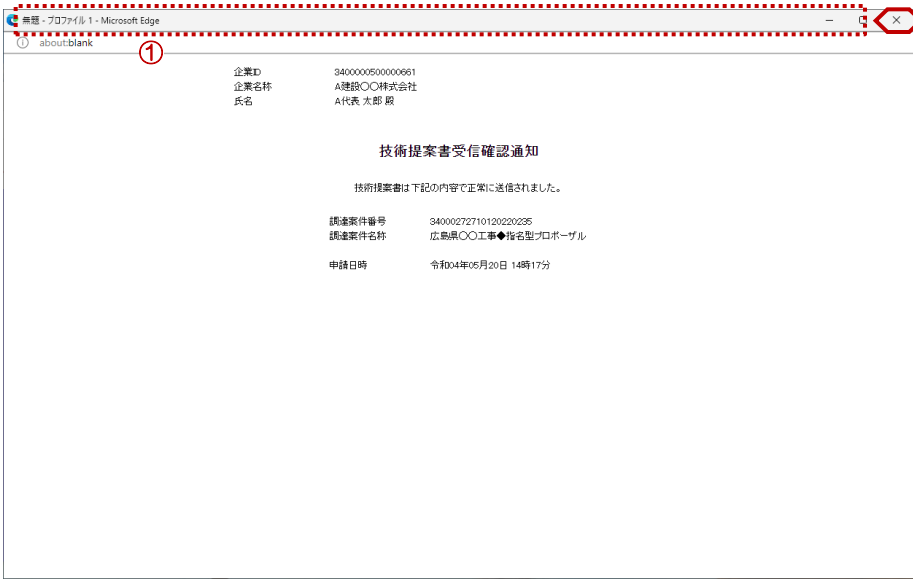 無題 - プロファイル 1 - Microsoft Edge
about:blank
①
企業ID 3400000500000661
企業名称 A建設〇〇株式会社
氏名 A代表 太郎 殿
技術提案書受信確認通知
技術提案書は下記の内容で正常に送信されました。
調達案件番号 34000272710120220235
調達案件名称 広島県〇〇工事◆指名型プロポーザル
申請日時 令和04年05月20日 14時17分